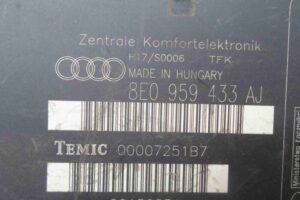 Zentrale Komfortelektronik
H17/S0006 TFK
MADE IN HUNGARY
8E0 959 433 AJ
TEMIC 00007251B7